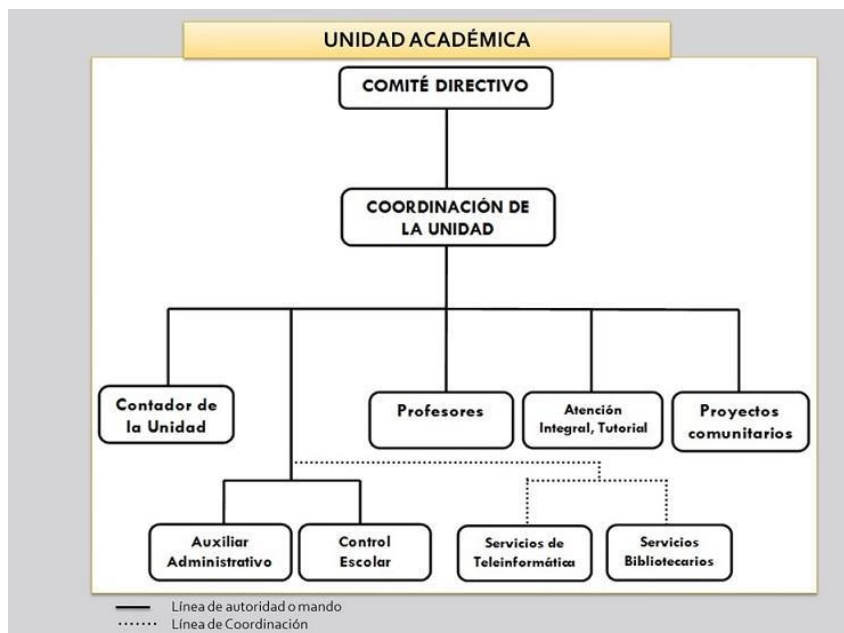 UNIDAD ACADÉMICA
COMITÉ DIRECTIVO
COORDINACIÓN DE
LA UNIDAD
Contador de
la Unidad
Profesores
Atención
Integral, Tutorial
Proyectos
comunitarios
Auxiliar
Administrativo
Control
Escolar
Servicios de
Teleinformática
Servicios
Bibliotecarios
Línea de autoridad o mando
Línea de Coordinación